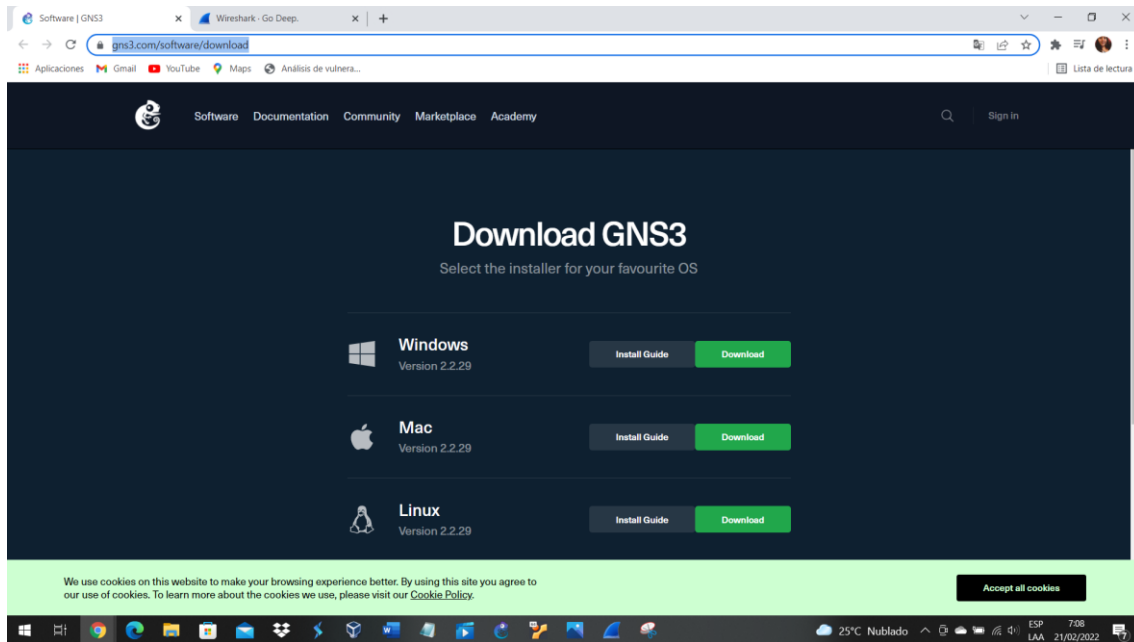 Software | GNS3
Wireshark · Go Deep.
gns3.com/software/download
Aplicaciones Gmail YouTube Maps Análisis de vulnera... Lista de lectura
Software Documentation Community Marketplace Academy Sign in
Download GNS3
Select the installer for your favourite OS
Windows
Version 2.2.29
Install Guide Download
Mac
Version 2.2.29
Install Guide Download
Linux
Version 2.2.29
Install Guide Download
We use cookies on this website to make your browsing experience better. By using this site you agree to
our use of cookies. To learn more about the cookies we use, please visit our Cookie Policy.
Accept all cookies
25°C Nublado
ESP
LAA
7:08
21/02/2022